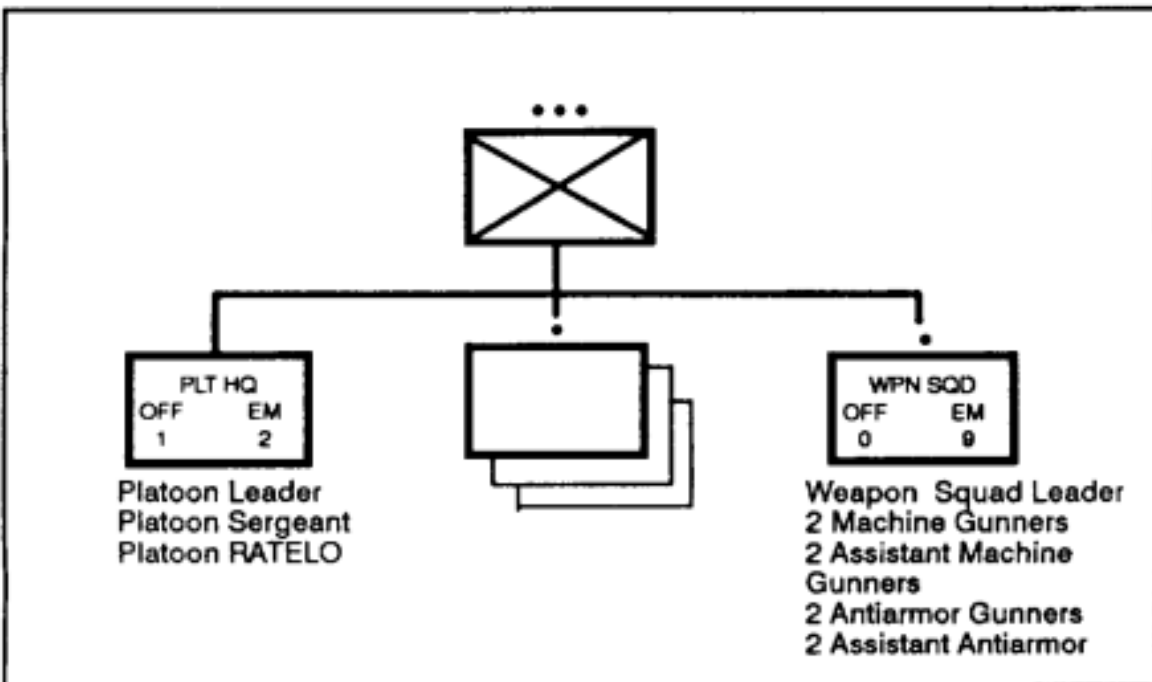 PLT HQ
OFF EM
1 2
Platoon Leader
Platoon Sergeant
Platoon RATELO
WPN SQD
OFF EM
0 9
Weapon Squad Leader
2 Machine Gunners
2 Assistant Machine
Gunners
2 Antiarmor Gunners
2 Assistant Antiarmor